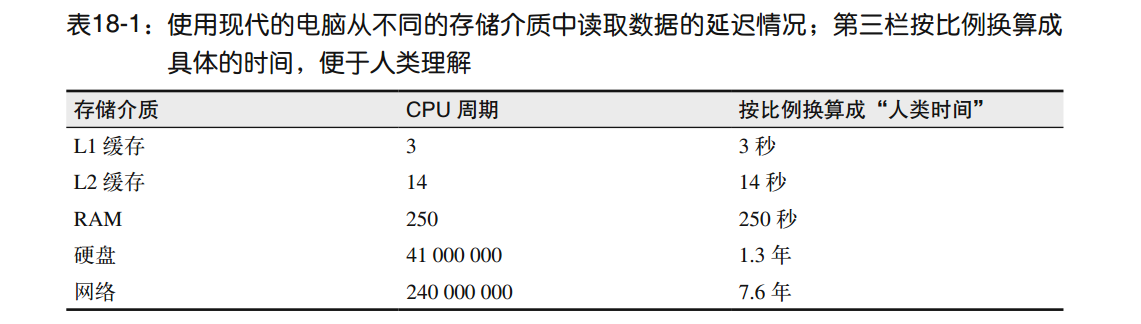 表18-1：使用现代的电脑从不同的存储介质中读取数据的延迟情况；第三栏按比例换算成
具体的时间，便于人类理解
存储介质 CPU 周期 按比例换算成“人类时间”
L1 缓存 3 3 秒
L2 缓存 14 14 秒
RAM 250 250 秒
硬盘 41 000 000 1.3 年
网络 240 000 000 7.6 年